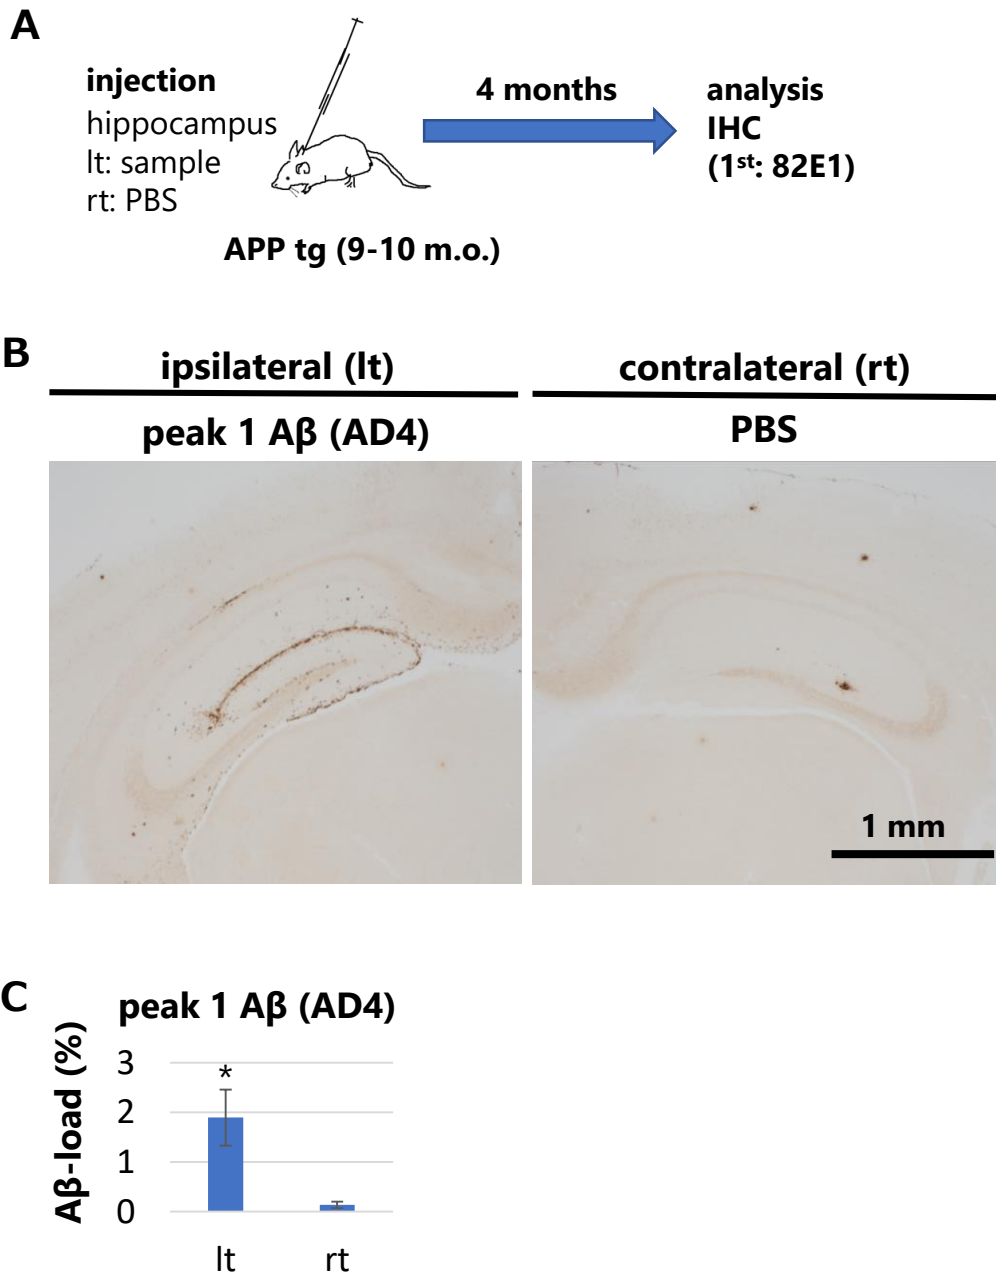 A
injection
hippocampus
lt: sample
rt: PBS
4 months
analysis
IHC
(1st: 82E1)
APP tg (9-10 m.o.)
B
ipsilateral (lt)
contralateral (rt)
peak 1 Aβ (AD4)
PBS
1 mm
C
peak 1 Aβ (AD4)
Aβ-load (%)
3
2
1
0
*
lt
rt